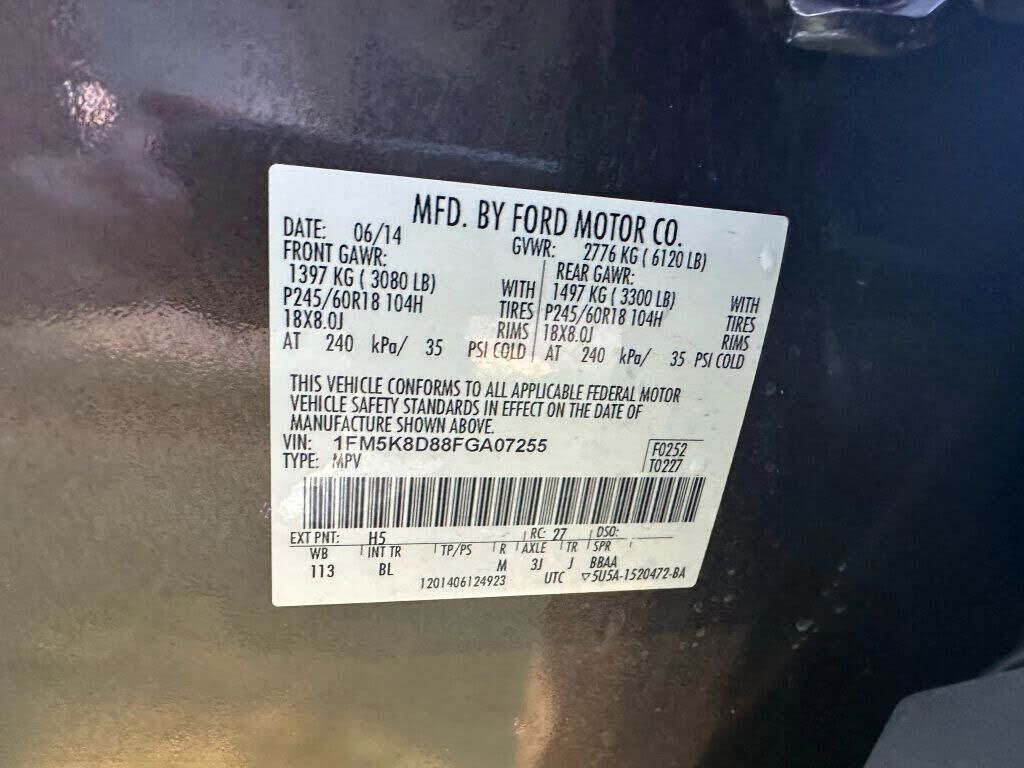 MFD. BY FORD MOTOR CO.
DATE: 06/14 GVWR: 2776 KG ( 6120 LB)
FRONT GAWR: REAR GAWR:
1397 KG ( 3080 LB) WITH 1497 KG ( 3300 LB) WITH
P245/60R18 104H TIRES P245/60R18 104H TIRES
18X8.0J RIMS 18X8.0J RIMS
AT 240 kPa/ 35 PSI COLD AT 240 kPa/ 35 PSI COLD
THIS VEHICLE CONFORMS TO ALL APPLICABLE FEDERAL MOTOR
VEHICLE SAFETY STANDARDS IN EFFECT ON THE DATE OF
MANUFACTURE SHOWN ABOVE.
VIN: 1FM5K8D88FGA07255 F0252
TYPE: MPV T0227
EXT PNT: H5 RC: 27 DSO:
WB INT TR TP/PS R AXLE TR SPR
113 BL M 3J J BBAA
1201406124923 UTC ▽5U5A-1520472-BA